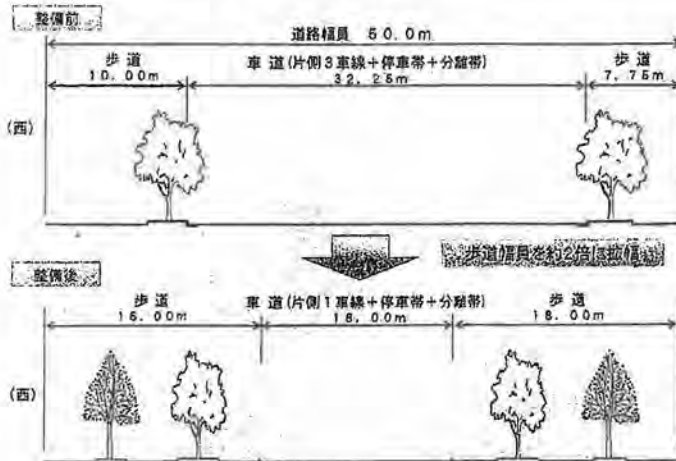 整備前
道路幅員 50.0m
歩道
車道(片側3車線+停車帯+分離帯)
歩道
10.00m
32.25m
7.75m
(西)
歩道幅員を約2倍に拡幅
整備後
歩道
車道(片側1車線+停車帯+分離帯)
歩道
16.00m
16.00m
18.00m
(西)